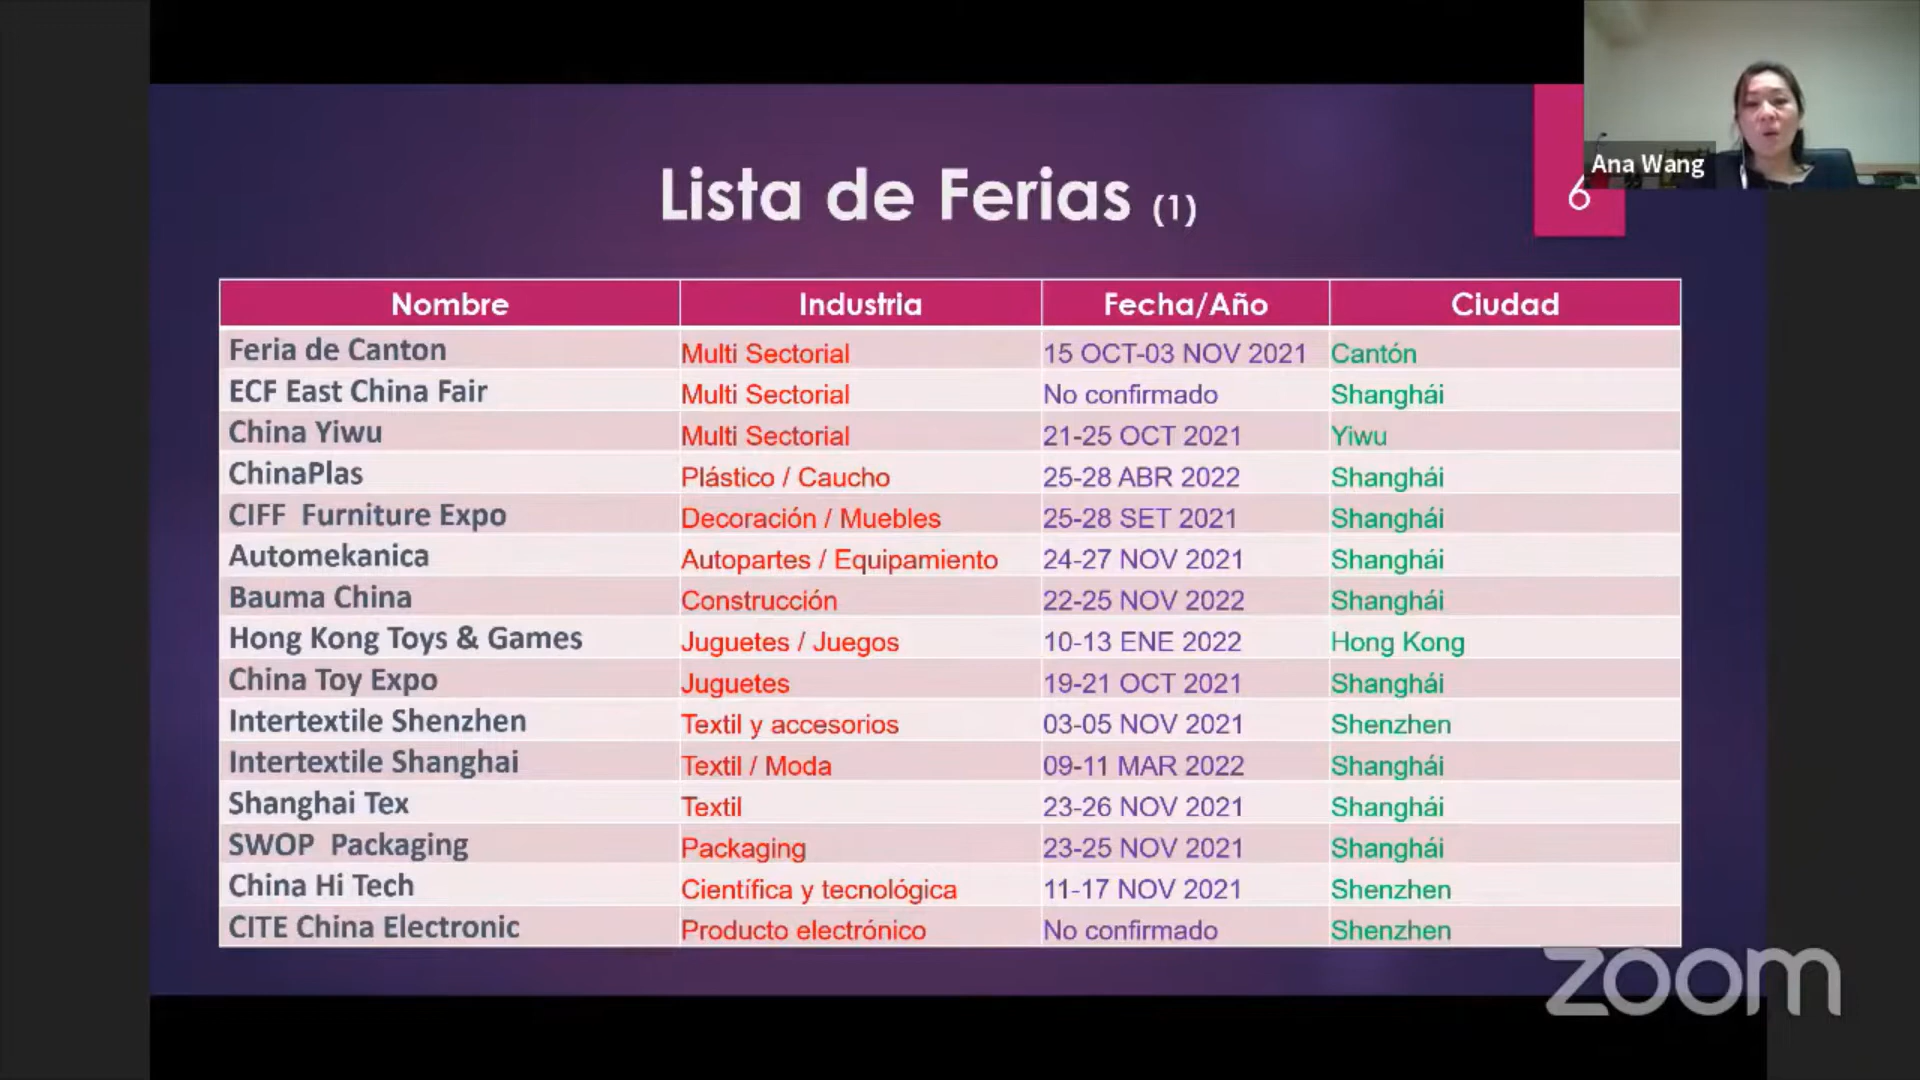 Ana Wang
6
Lista de Ferias (1)
Nombre Industria Fecha/Año Ciudad
Feria de Canton Multi Sectorial 15 OCT-03 NOV 2021 Cantón
ECF East China Fair Multi Sectorial No confirmado Shanghái
China Yiwu Multi Sectorial 21-25 OCT 2021 Yiwu
ChinaPlas Plástico / Caucho 25-28 ABR 2022 Shanghái
CIFF Furniture Expo Decoración / Muebles 25-28 SET 2021 Shanghái
Automekanica Autopartes / Equipamiento 24-27 NOV 2021 Shanghái
Bauma China Construcción 22-25 NOV 2022 Shanghái
Hong Kong Toys & Games Juguetes / Juegos 10-13 ENE 2022 Hong Kong
China Toy Expo Juguetes 19-21 OCT 2021 Shanghái
Intertextile Shenzhen Textil y accesorios 03-05 NOV 2021 Shenzhen
Intertextile Shanghai Textil / Moda 09-11 MAR 2022 Shanghái
Shanghai Tex Textil 23-26 NOV 2021 Shanghái
SWOP Packaging Packaging 23-25 NOV 2021 Shanghái
China Hi Tech Científica y tecnológica 11-17 NOV 2021 Shenzhen
CITE China Electronic Producto electrónico No confirmado Shenzhen
zoom